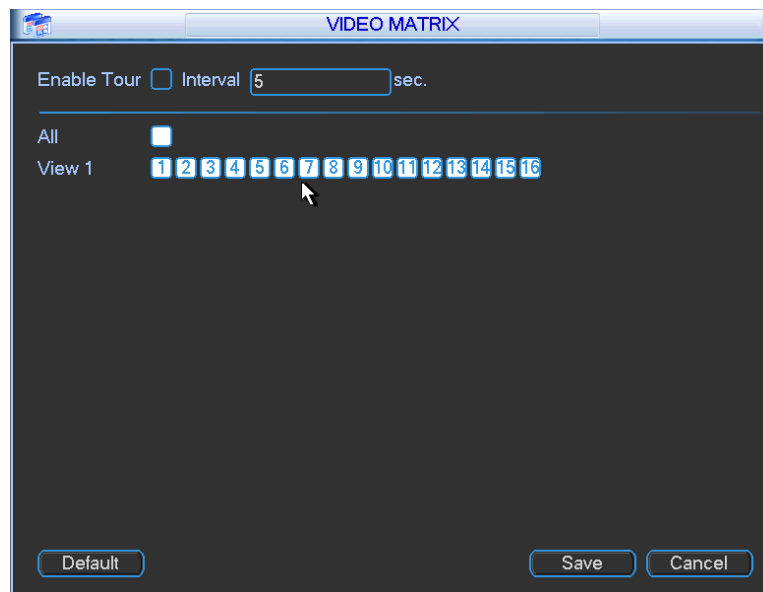 VIDEO MATRIX
Enable Tour Interval 5 sec.
All
View 1 1 2 3 4 5 6 7 8 9 10 11 12 13 14 15 16
Default Save Cancel